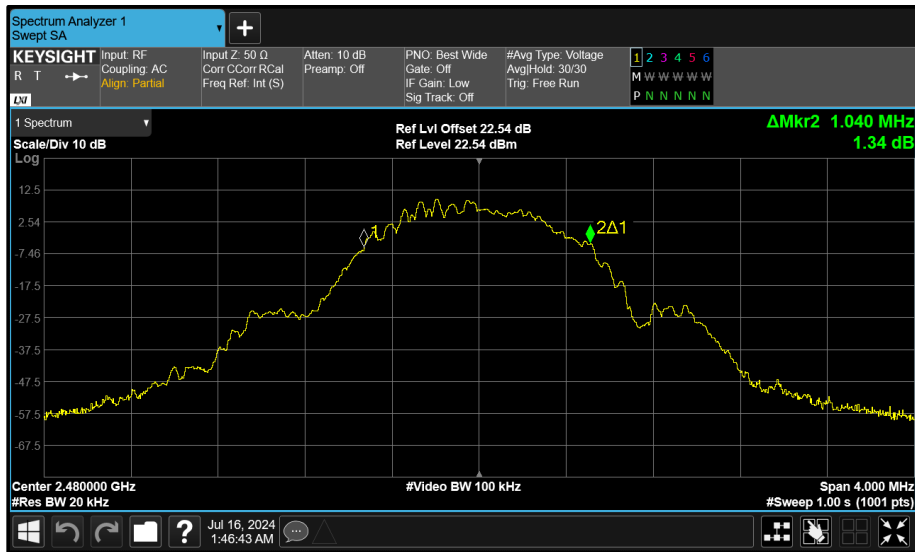 Spectrum Analyzer 1
Swept SA
KEYSIGHT
R T
LXI
Input: RF
Coupling: AC
Align: Partial
Input Z: 50 Ω
Corr CCorr RCal
Freq Ref: Int (S)
Atten: 10 dB
Preamp: Off
PNO: Best Wide
Gate: Off
IF Gain: Low
Sig Track: Off
#Avg Type: Voltage
Avg|Hold: 30/30
Trig: Free Run
1 2 3 4 5 6
M W W W W W
P N N N N N
1 Spectrum
Scale/Div 10 dB
Log
Ref Lvl Offset 22.54 dB
Ref Level 22.54 dBm
ΔMkr2 1.040 MHz
1.34 dB
12.5
2.54
-7.46
-17.5
-27.5
-37.5
-47.5
-57.5
-67.5
1
2Δ1
Center 2.480000 GHz
#Video BW 100 kHz
Span 4.000 MHz
#Res BW 20 kHz
#Sweep 1.00 s (1001 pts)
?
Jul 16, 2024
1:46:43 AM